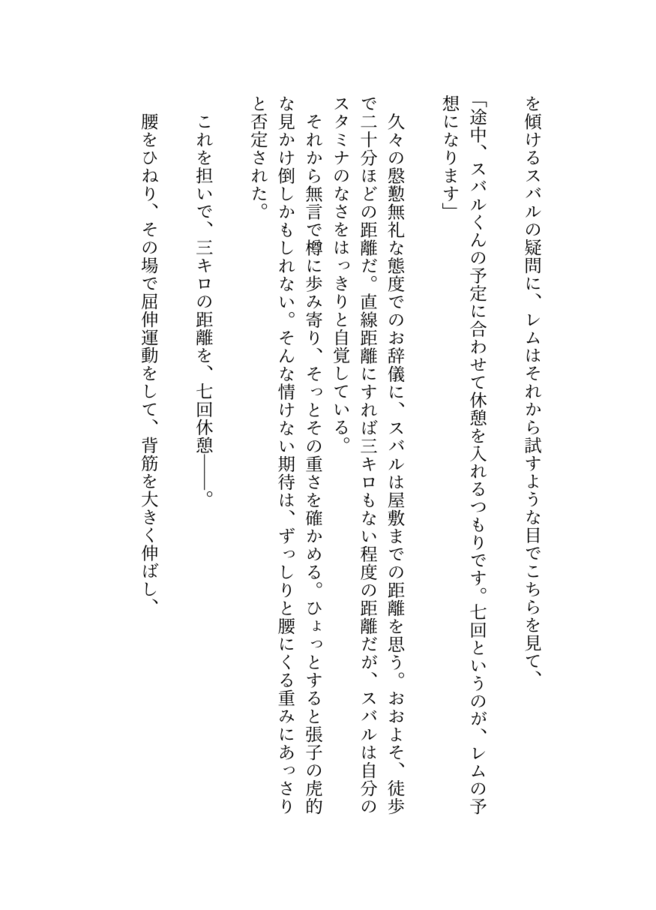 を傾けるスバルの疑問に、レムはそれから試すような目でこちらを見て、
「途中、スバルくんの予定に合わせて休憩を入れるつもりです。七回というのが、レムの予
想になります」
久々の慇懃無礼な態度でのお辞儀に、スバルは屋敷までの距離を思う。おおよそ、徒歩
で二十分ほどの距離だ。直線距離にすれば三キロもない程度の距離だが、スバルは自分の
スタミナのなさをはっきりと自覚している。
それから無言で樽に歩み寄り、そっとその重さを確かめる。ひょっとすると張子の虎的
な見かけ倒しかもしれない。そんな情けない期待は、ずっしりと腰にくる重みにあっさり
と否定された。
これを担いで、三キロの距離を、七回休憩――。
腰をひねり、その場で屈伸運動をして、背筋を大きく伸ばし、